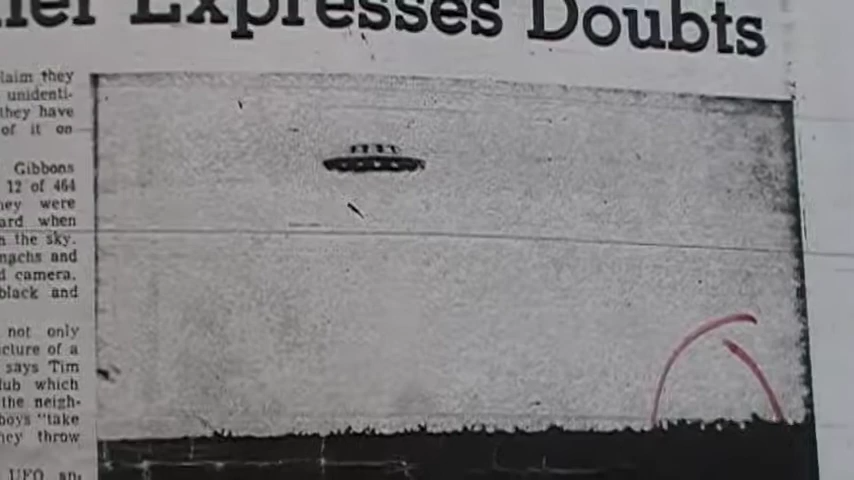 Expresses Doubts
laim they
unidenti-
they have
of it on
Gibbons
12 of 464
hey were
ard when
n the sky.
machs and
d camera.
black and
not only
icture of a
says Tim
lub which
the neigh-
boys "take
hey throw
UFO an-